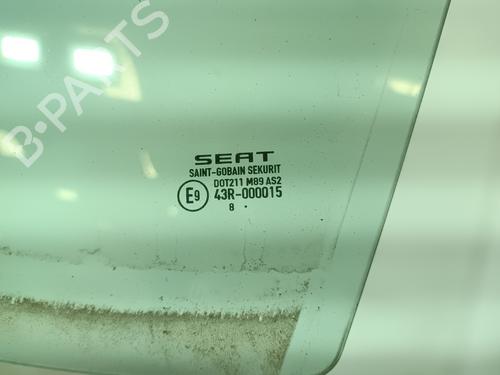 B-PARTS
SEAT
SAINT-GOBAIN SEKURIT
DOT211 M89 AS2
E9 43R-000015
8 .